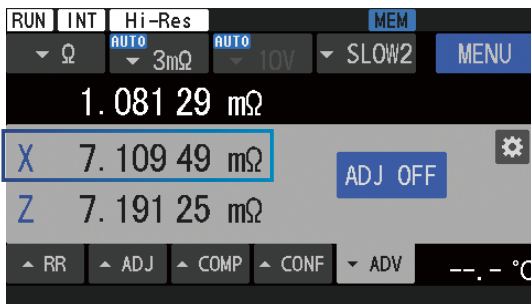 RUN INT Hi-Res MEM
Ω AUTO 3mΩ AUTO 10V SLOW2 MENU
1.081 29 mΩ
X 7.109 49 mΩ
ADJ OFF
Z 7.191 25 mΩ
RR ADJ COMP CONF ADV --.- °C